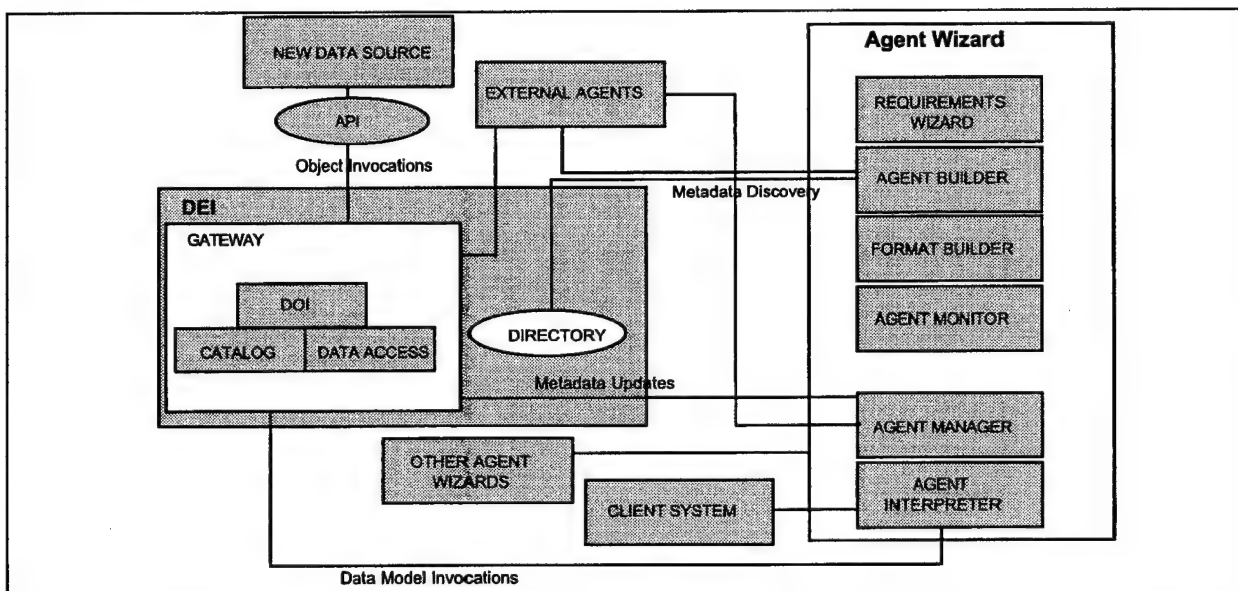 NEW DATA SOURCE
API
Object Invocations
EXTERNAL AGENTS
Agent Wizard
REQUIREMENTS
WIZARD
AGENT BUILDER
FORMAT BUILDER
AGENT MONITOR
AGENT MANAGER
AGENT
INTERPRETER
Metadata Discovery
DEI
GATEWAY
DOI
CATALOG
DATA ACCESS
DIRECTORY
Metadata Updates
OTHER AGENT
WIZARDS
CLIENT SYSTEM
Data Model Invocations